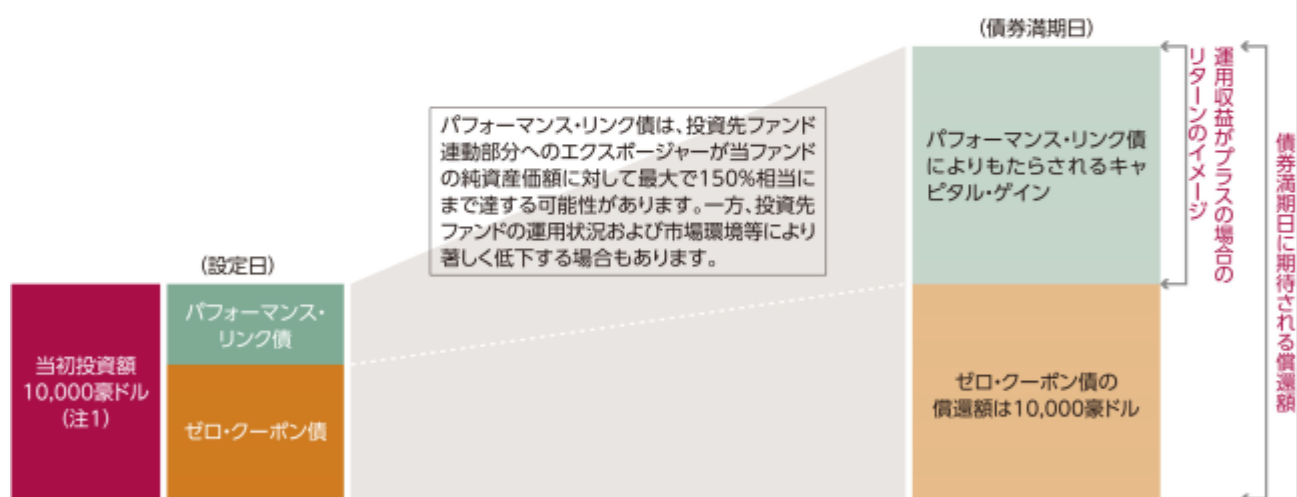 (債券満期日)
パフォーマンス・リンク債は、投資先ファンド
連動部分へのエクスポージャーが当ファンド
の純資産価額に対して最大で150%相当に
まで達する可能性があります。一方、投資先
ファンドの運用状況および市場環境等により
著しく低下する場合もあります。
(設定日)
当初投資額
10,000豪ドル
(注1)
パフォーマンス・
リンク債
ゼロ・クーポン債
パフォーマンス・リンク債
によりもたらされるキャ
ピタル・ゲイン
ゼロ・クーポン債の
償還額は10,000豪ドル
運用収益がプラスの場合の
リターンのイメージ
債券満期日に期待される償還額